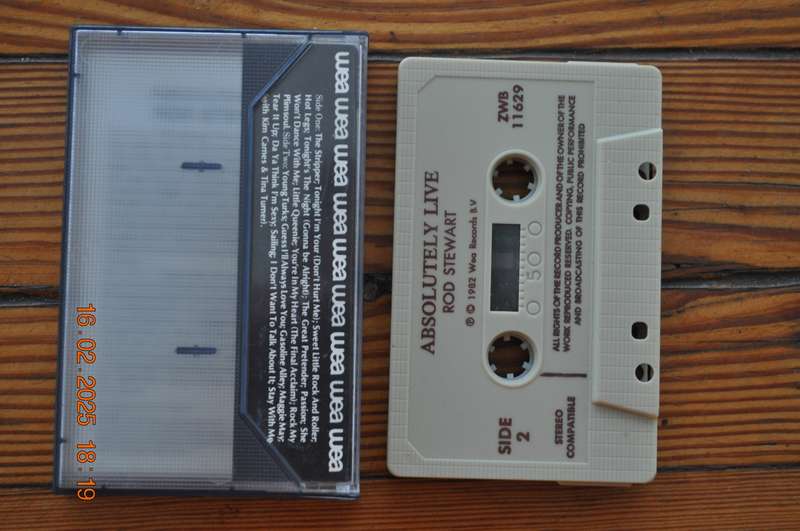 wea wea wea wea wea wea wea wea wea
Side One: The Stripper; Tonight I'm Your (Don't Hurt Me); Sweet Little Rock And Roller;
Hot Legs; Tonight's The Night (Gonna be Alright); The Great Pretender; Passion; She
Won't Dance With Me; Little Queenie; You're In My Heart (The Final Acclaim); Rock My
Plimsoul. Side Two: Young Turks; Guess I'll Always Love You; Gasoline Alley; Maggie May;
Tear It Up; Da Ya Think I'm Sexy; Sailing; I Don't Want To Talk About It; Stay With Me
(with Kim Carnes & Tina Turner).
ABSOLUTELY LIVE
ROD STEWART
℗ © 1982 Wea Records B.V
ZWB
11629
SIDE
2
0 50 0
STEREO
COMPATIBLE
ALL RIGHTS OF THE RECORD PRODUCER AND OF THE OWNER OF THE
WORK REPRODUCED RESERVED. COPYING, PUBLIC PERFORMANCE
AND BROADCASTING OF THIS RECORD PROHIBITED
16.02.2025 18:19